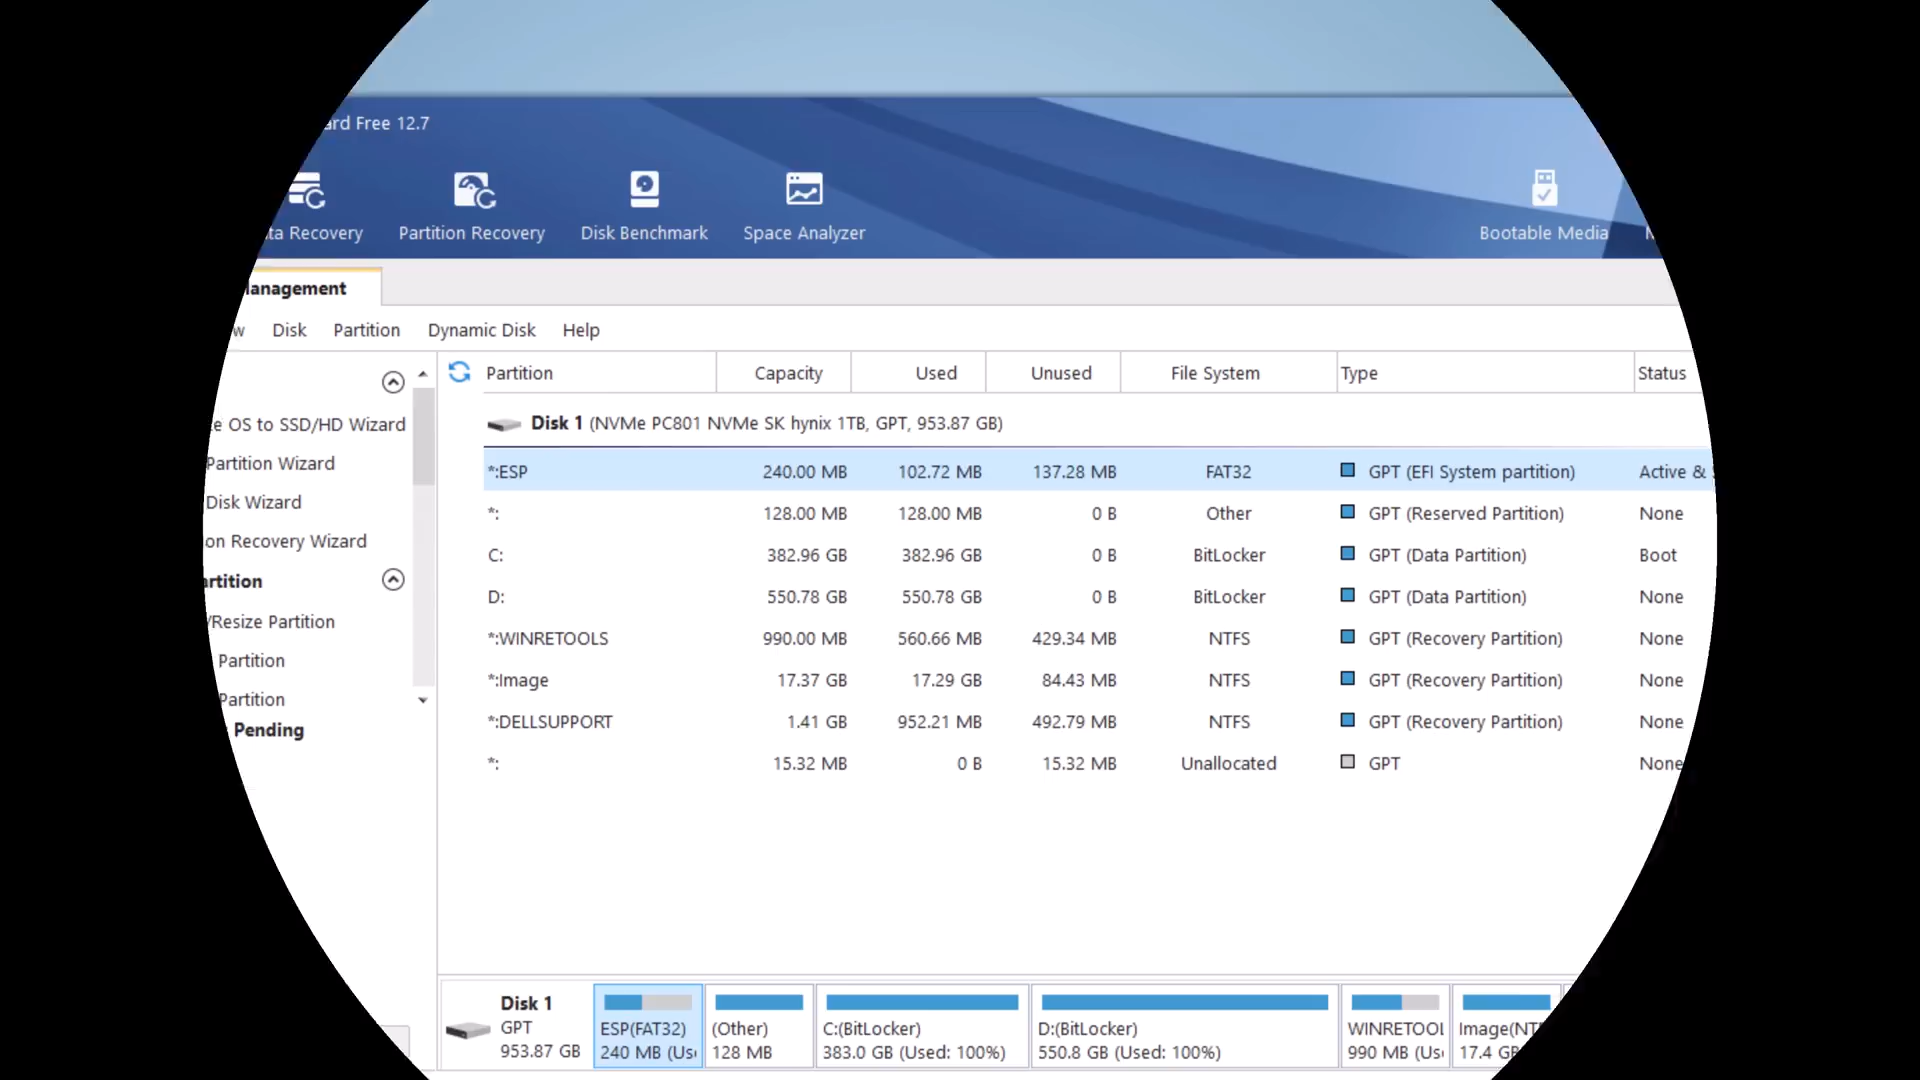 ard Free 12.7
ta Recovery Partition Recovery Disk Benchmark Space Analyzer Bootable Media
anagement
w Disk Partition Dynamic Disk Help
Partition Capacity Used Unused File System Type Status
Disk 1 (NVMe PC801 NVMe SK hynix 1TB, GPT, 953.87 GB)
e OS to SSD/HD Wizard
Partition Wizard
Disk Wizard
on Recovery Wizard
artition
/Resize Partition
Partition
Partition
Pending
*:ESP 240.00 MB 102.72 MB 137.28 MB FAT32 GPT (EFI System partition) Active &
*: 128.00 MB 128.00 MB 0 B Other GPT (Reserved Partition) None
C: 382.96 GB 382.96 GB 0 B BitLocker GPT (Data Partition) Boot
D: 550.78 GB 550.78 GB 0 B BitLocker GPT (Data Partition) None
*:WINRETOOLS 990.00 MB 560.66 MB 429.34 MB NTFS GPT (Recovery Partition) None
*:Image 17.37 GB 17.29 GB 84.43 MB NTFS GPT (Recovery Partition) None
*:DELLSUPPORT 1.41 GB 952.21 MB 492.79 MB NTFS GPT (Recovery Partition) None
*: 15.32 MB 0 B 15.32 MB Unallocated GPT None
Disk 1
GPT
953.87 GB
ESP(FAT32)
240 MB (Us
(Other)
128 MB
C:(BitLocker)
383.0 GB (Used: 100%)
D:(BitLocker)
550.8 GB (Used: 100%)
WINRETOOL
990 MB (Us
Image(NT
17.4 GB